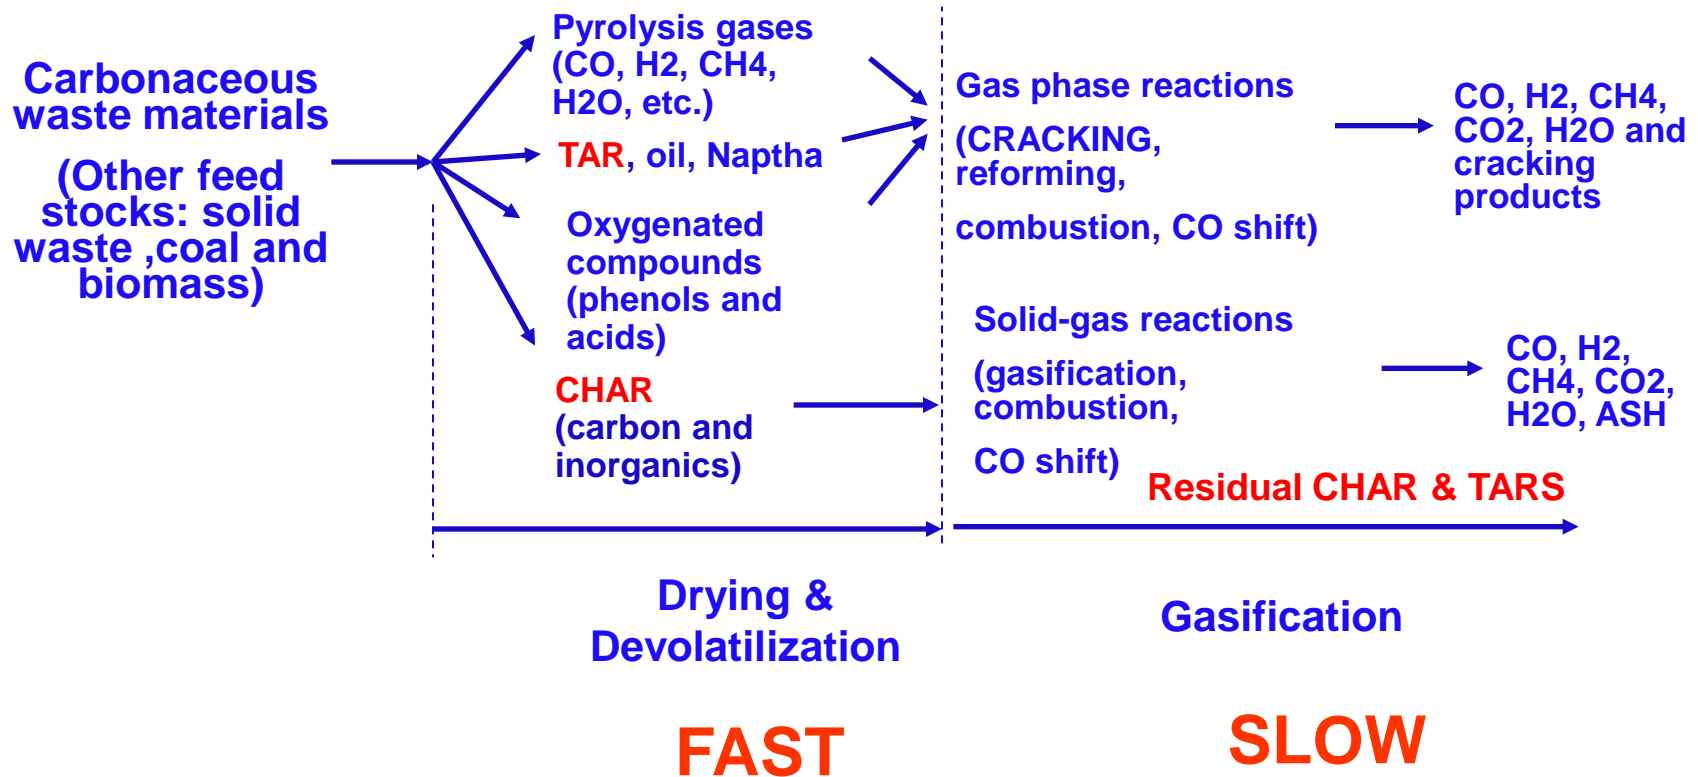 Carbonaceous
waste materials
(Other feed
stocks: solid
waste ,coal and
biomass)
Pyrolysis gases
(CO, H2, CH4,
H2O, etc.)
TAR, oil, Naptha
Oxygenated
compounds
(phenols and
acids)
CHAR
(carbon and
inorganics)
Gas phase reactions
(CRACKING,
reforming,
combustion, CO shift)
CO, H2, CH4,
CO2, H2O and
cracking
products
Solid-gas reactions
(gasification,
combustion,
CO shift)
CO, H2,
CH4, CO2,
H2O, ASH
Residual CHAR & TARS
Drying &
Devolatilization
Gasification
FAST
SLOW